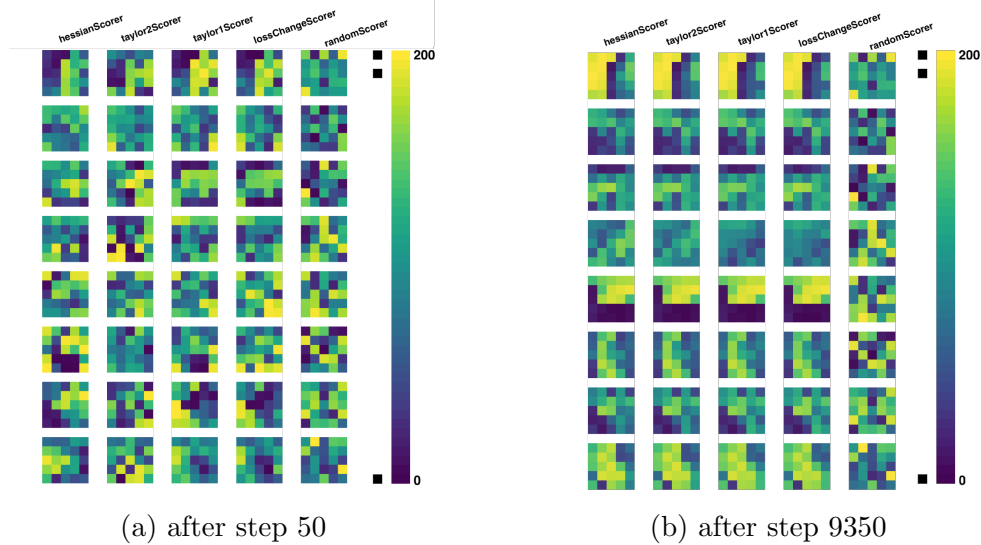 hessianScorer taylor2Scorer taylor1Scorer lossChangeScorer randomScorer
200
0
(a) after step 50
hessianScorer taylor2Scorer taylor1Scorer lossChangeScorer randomScorer
200
0
(b) after step 9350